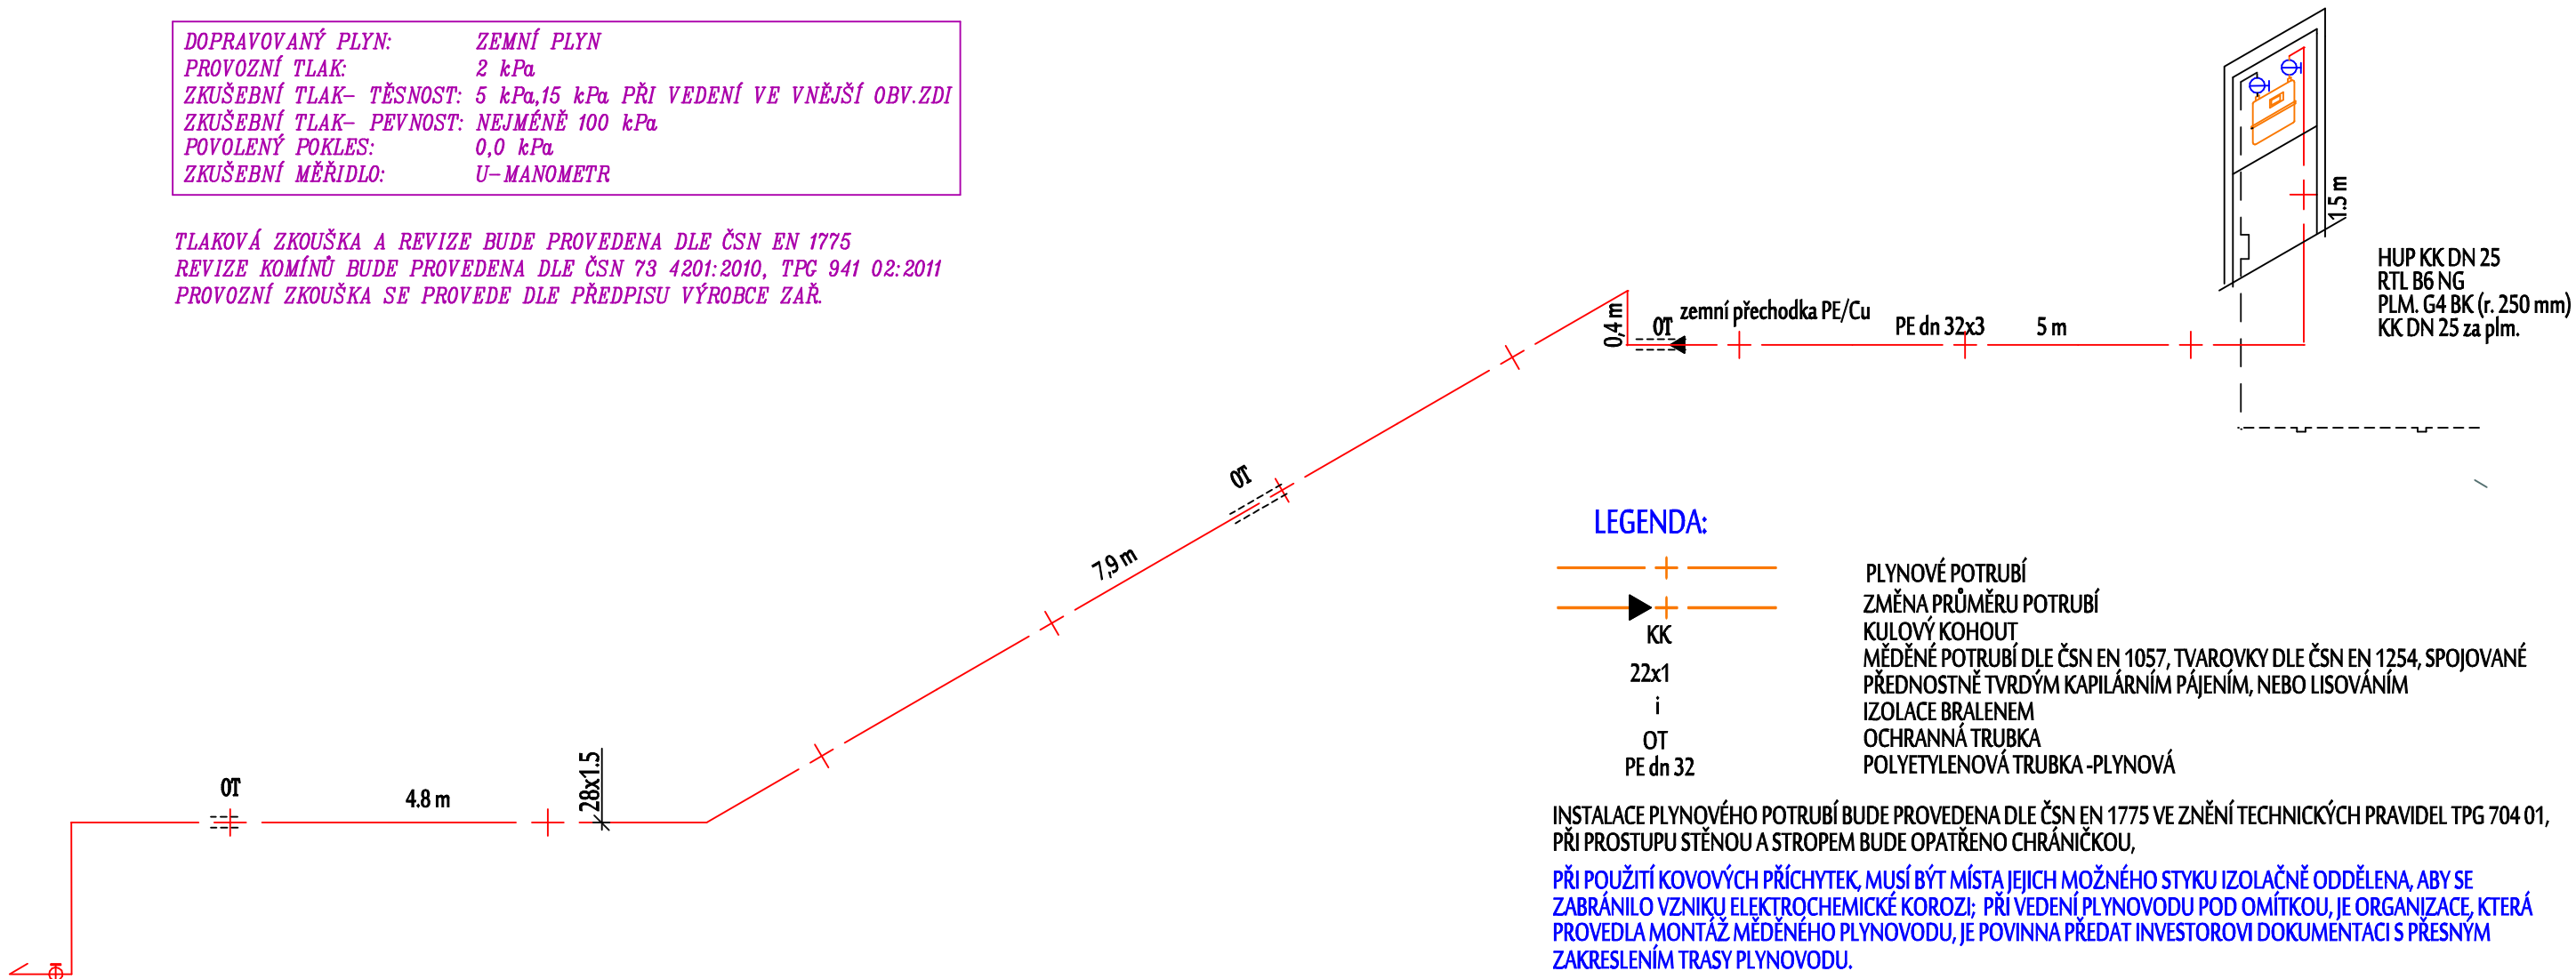 DOPRAVOVANÝ PLYN: ZEMNÍ PLYN
PROVOZNÍ TLAK: 2 kPa
ZKUŠEBNÍ TLAK- TĚSNOST: 5 kPa,15 kPa PŘI VEDENÍ VE VNĚJŠÍ OBV.ZDI
ZKUŠEBNÍ TLAK- PEVNOST: NEJMÉNĚ 100 kPa
POVOLENÝ POKLES: 0,0 kPa
ZKUŠEBNÍ MĚŘIDLO: U-MANOMETR
TLAKOVÁ ZKOUŠKA A REVIZE BUDE PROVEDENA DLE ČSN EN 1775
REVIZE KOMÍNŮ BUDE PROVEDENA DLE ČSN 73 4201:2010, TPG 941 02:2011
PROVOZNÍ ZKOUŠKA SE PROVEDE DLE PŘEDPISU VÝROBCE ZAŘ.
1.5 m
HUP KK DN 25
RTL B6 NG
PLM. G4 BK (r. 250 mm)
KK DN 25 za plm.
0,4 m
OT
zemní přechodka PE/Cu
PE dn 32x3
5 m
OT
7,9 m
OT
4.8 m
28x1.5
LEGENDA:
PLYNOVÉ POTRUBÍ
ZMĚNA PRŮMĚRU POTRUBÍ
KK KULOVÝ KOHOUT
22x1 MĚDĚNÉ POTRUBÍ DLE ČSN EN 1057, TVAROVKY DLE ČSN EN 1254, SPOJOVANÉ
PŘEDNOSTNĚ TVRDÝM KAPILÁRNÍM PÁJENÍM, NEBO LISOVÁNÍM
i IZOLACE BRALENEM
OT OCHRANNÁ TRUBKA
PE dn 32 POLYETYLENOVÁ TRUBKA -PLYNOVÁ
INSTALACE PLYNOVÉHO POTRUBÍ BUDE PROVEDENA DLE ČSN EN 1775 VE ZNĚNÍ TECHNICKÝCH PRAVIDEL TPG 704 01,
PŘI PROSTUPU STĚNOU A STROPEM BUDE OPATŘENO CHRÁNIČKOU,
PŘI POUŽITÍ KOVOVÝCH PŘÍCHYTEK, MUSÍ BÝT MÍSTA JEJICH MOŽNÉHO STYKU IZOLAČNĚ ODDĚLENA, ABY SE
ZABRÁNILO VZNIKU ELEKTROCHEMICKÉ KOROZI; PŘI VEDENÍ PLYNOVODU POD OMÍTKOU, JE ORGANIZACE, KTERÁ
PROVEDLA MONTÁŽ MĚDĚNÉHO PLYNOVODU, JE POVINNA PŘEDAT INVESTOROVI DOKUMENTACI S PŘESNÝM
ZAKRESLENÍM TRASY PLYNOVODU.